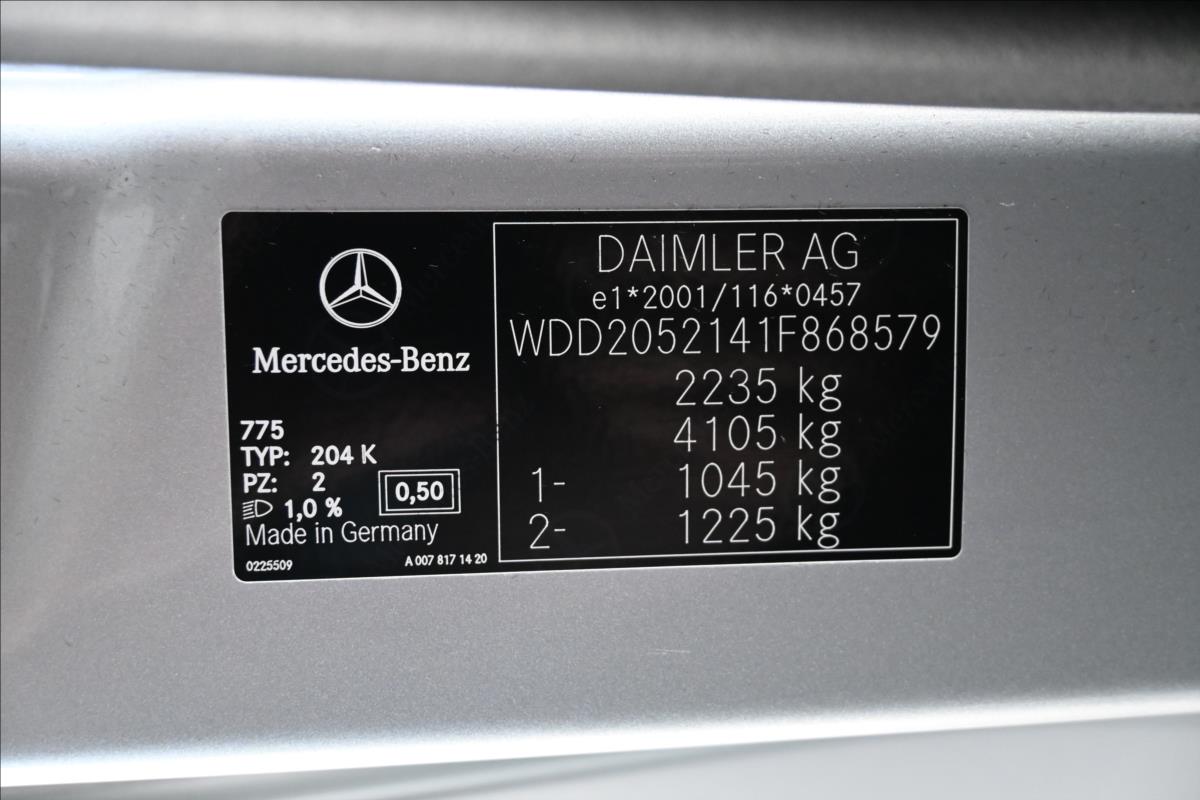 Mercedes-Benz
775
TYP: 204 K
PZ: 2
1,0 %
0,50
Made in Germany
0225509
A 007 817 14 20
DAIMLER AG
e1*2001/116*0457
WDD2052141F868579
2235 kg
4105 kg
1- 1045 kg
2- 1225 kg